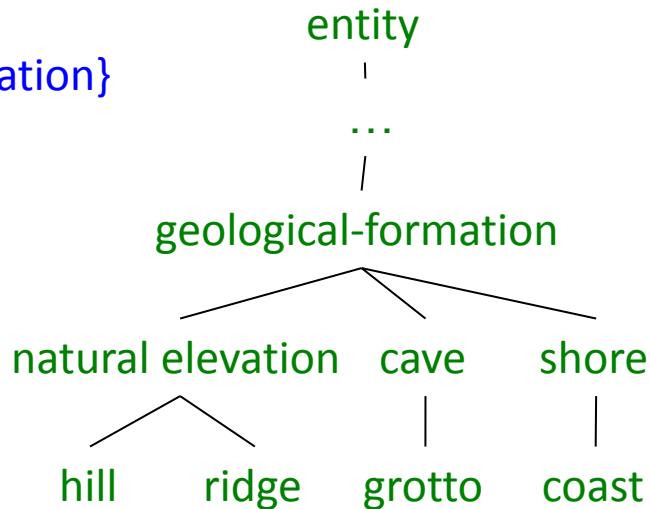 entity
ation}
…
geological-formation
natural elevation cave shore
hill ridge grotto coast